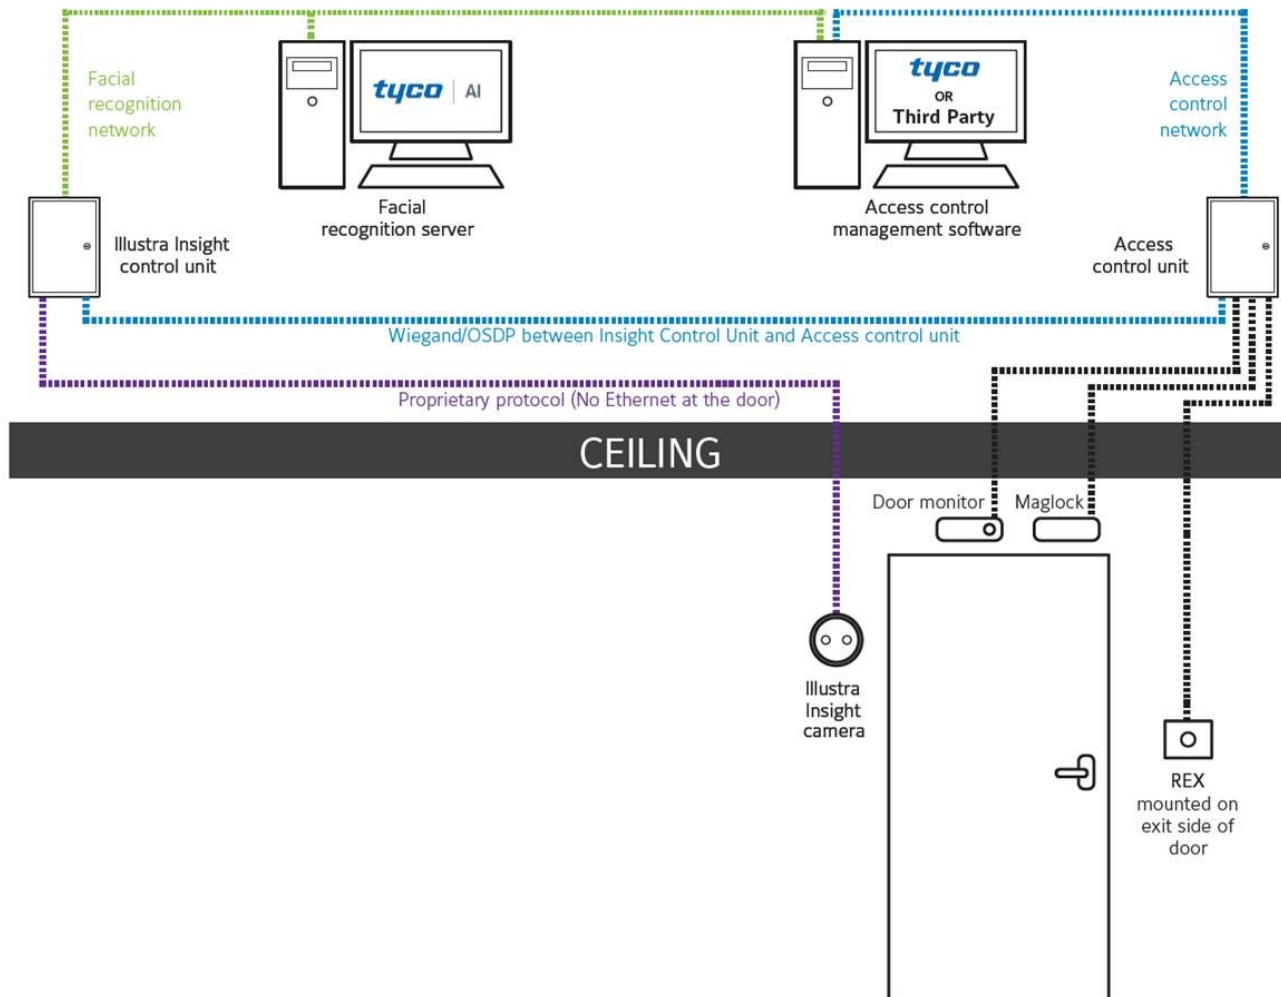 Facial
recognition
network
tyco | AI
Facial
recognition server
tyco
OR
Third Party
Access control
management software
Access
control
network
Illustra Insight
control unit
Access
control unit
Wiegand/OSDP between Insight Control Unit and Access control unit
Proprietary protocol (No Ethernet at the door)
CEILING
Door monitor
Maglock
Illustra
Insight
camera
REX
mounted on
exit side of
door